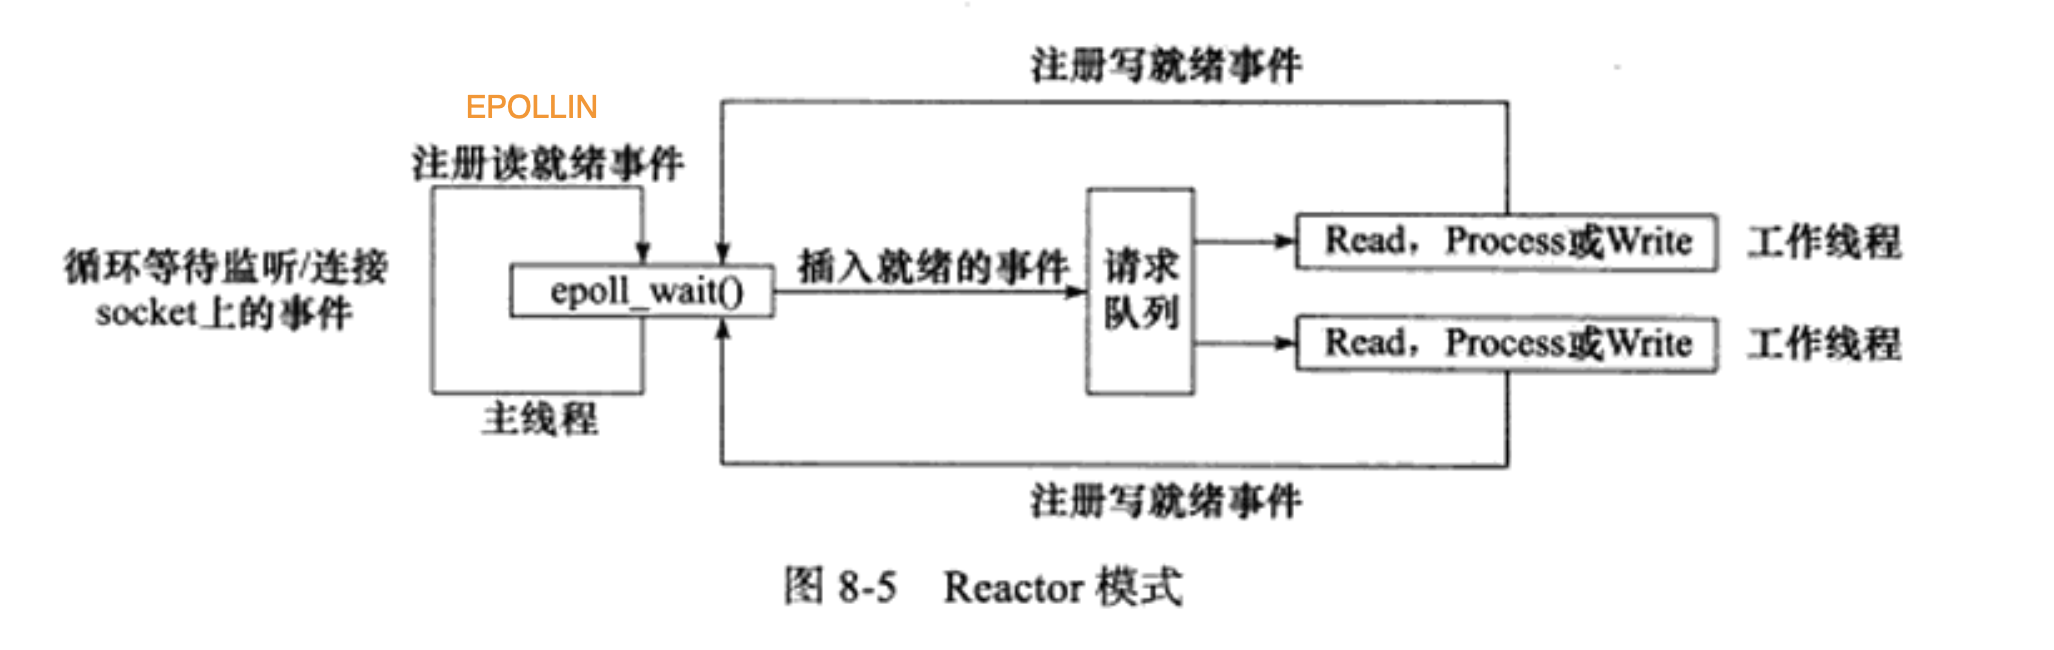 注册写就绪事件
EPOLLIN
注册读就绪事件
循环等待监听/连接
socket上的事件
epoll_wait()
插入就绪的事件
请求
队列
Read，Process或Write
工作线程
Read，Process或Write
工作线程
主线程
注册写就绪事件
图 8-5 Reactor 模式